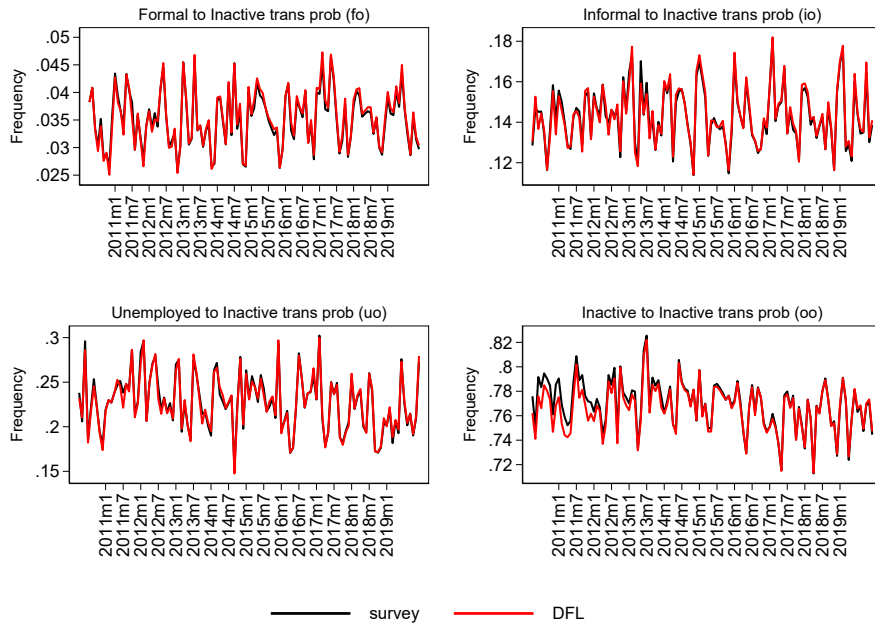 Formal to Inactive trans prob (fo)
Frequency
.05
.045
.04
.035
.03
.025
2011m1
2011m7
2012m1
2012m7
2013m1
2013m7
2014m1
2014m7
2015m1
2015m7
2016m1
2016m7
2017m1
2017m7
2018m1
2018m7
2019m1
Informal to Inactive trans prob (io)
Frequency
.18
.16
.14
.12
2011m1
2011m7
2012m1
2012m7
2013m1
2013m7
2014m1
2014m7
2015m1
2015m7
2016m1
2016m7
2017m1
2017m7
2018m1
2018m7
2019m1
Unemployed to Inactive trans prob (uo)
Frequency
.3
.25
.2
.15
2011m1
2011m7
2012m1
2012m7
2013m1
2013m7
2014m1
2014m7
2015m1
2015m7
2016m1
2016m7
2017m1
2017m7
2018m1
2018m7
2019m1
Inactive to Inactive trans prob (oo)
Frequency
.82
.8
.78
.76
.74
.72
2011m1
2011m7
2012m1
2012m7
2013m1
2013m7
2014m1
2014m7
2015m1
2015m7
2016m1
2016m7
2017m1
2017m7
2018m1
2018m7
2019m1
survey
DFL